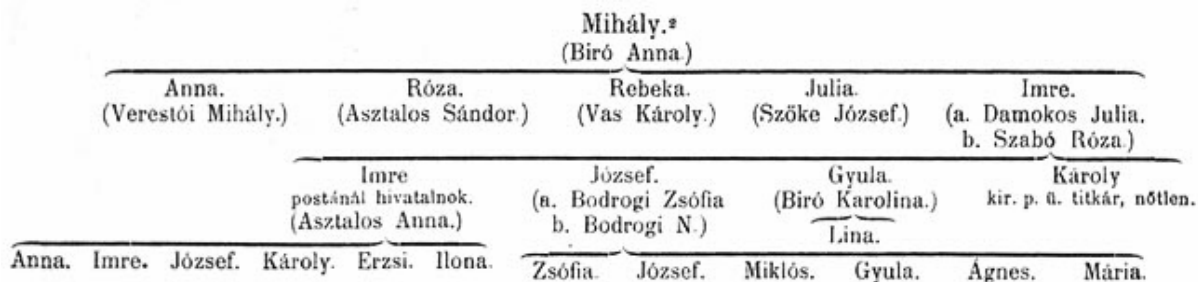 Mihály.²
(Biró Anna.)
Anna. Róza. Rebeka. Julia. Imre.
(Verestói Mihály.) (Asztalos Sándor.) (Vas Károly.) (Szőke József.) (a. Damokos Julia.
b. Szabó Róza.)
Imre József. Gyula. Károly
postánál hivatalnok. (a. Bodrogi Zsófia (Biró Karolina.) kir. p. ü. titkár, nőtlen.
(Asztalos Anna.) b. Bodrogi N.) Lina.
Anna. Imre. József. Károly. Erzsi. Ilona. Zsófia. József. Miklós. Gyula. Ágnes. Mária.